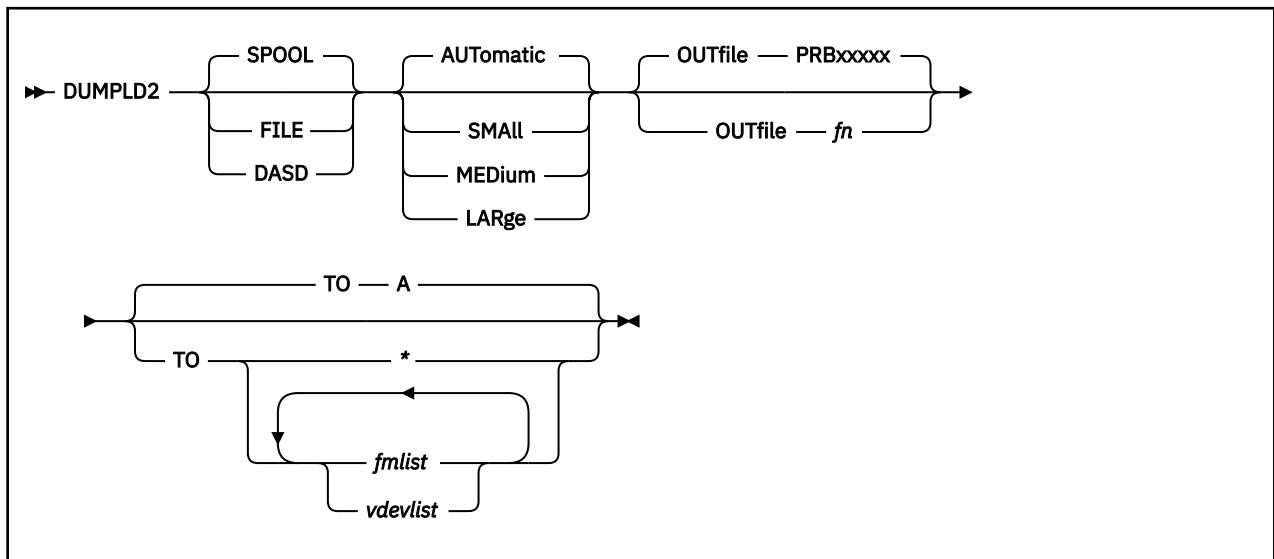 SPOOL AUTomatic OUTfile PRBxxxxx
DUMPLD2
FILE SMAll OUTfile fn
DASD MEDium
LARge
TO A
TO *
fmlist
vdevlist